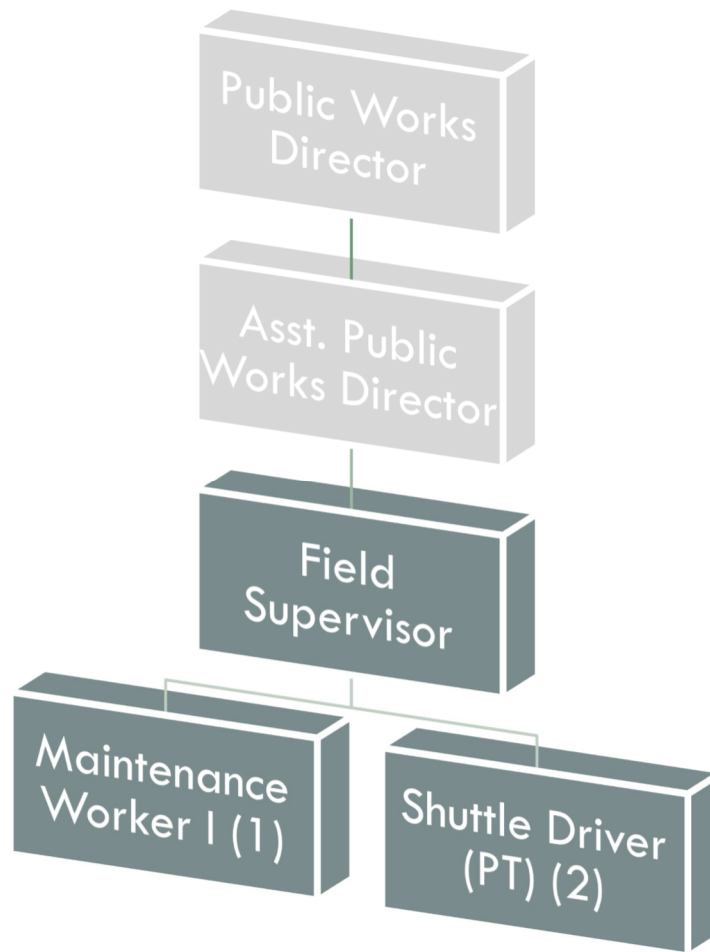 Public Works
Director
Asst. Public
Works Director
Field
Supervisor
Maintenance
Worker I (1)
Shuttle Driver
(PT) (2)